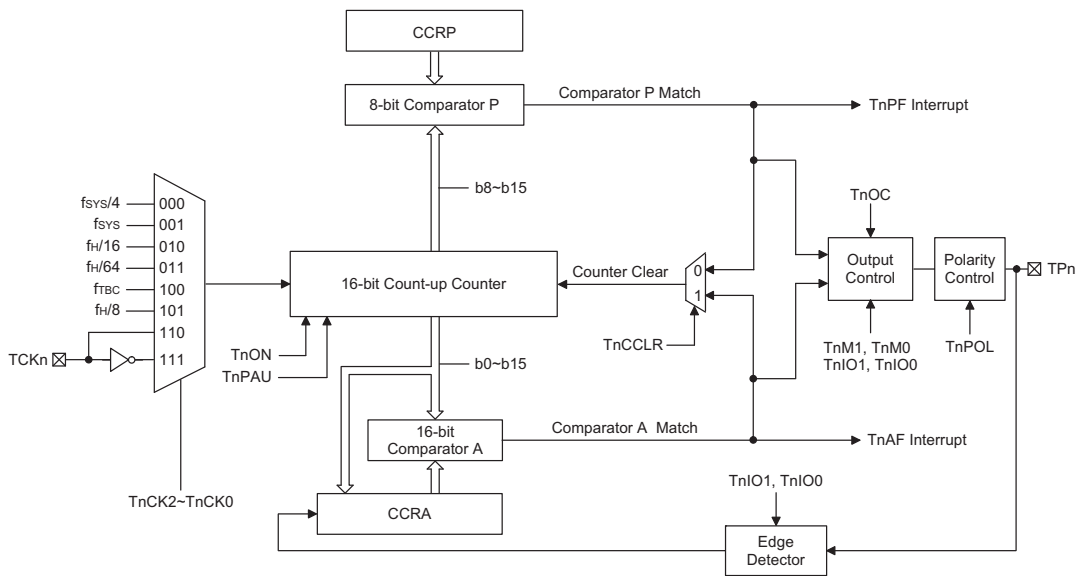 CCRP
8-bit Comparator P
Comparator P Match
TnPF Interrupt
b8~b15
fSYS/4
000
fSYS
001
fH/16
010
fH/64
011
fTBC
100
fH/8
101
110
111
TCKn
TnCK2~TnCK0
16-bit Count-up Counter
TnON
TnPAU
Counter Clear
0
1
TnCCLR
TnOC
Output
Control
TnM1, TnM0
TnIO1, TnIO0
Polarity
Control
TnPOL
TPn
b0~b15
16-bit
Comparator A
Comparator A Match
TnAF Interrupt
CCRA
TnIO1, TnIO0
Edge
Detector